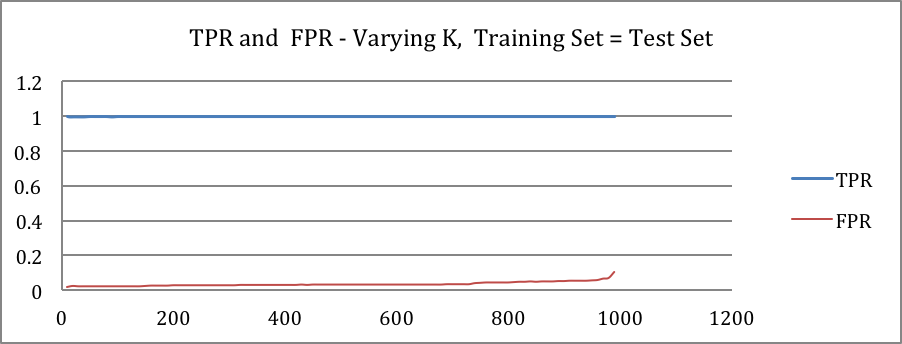 TPR and  FPR - Varying K,  Training Set = Test Set
1.2
1
0.8
0.6
0.4
0.2
0
0 200 400 600 800 1000 1200
TPR
FPR